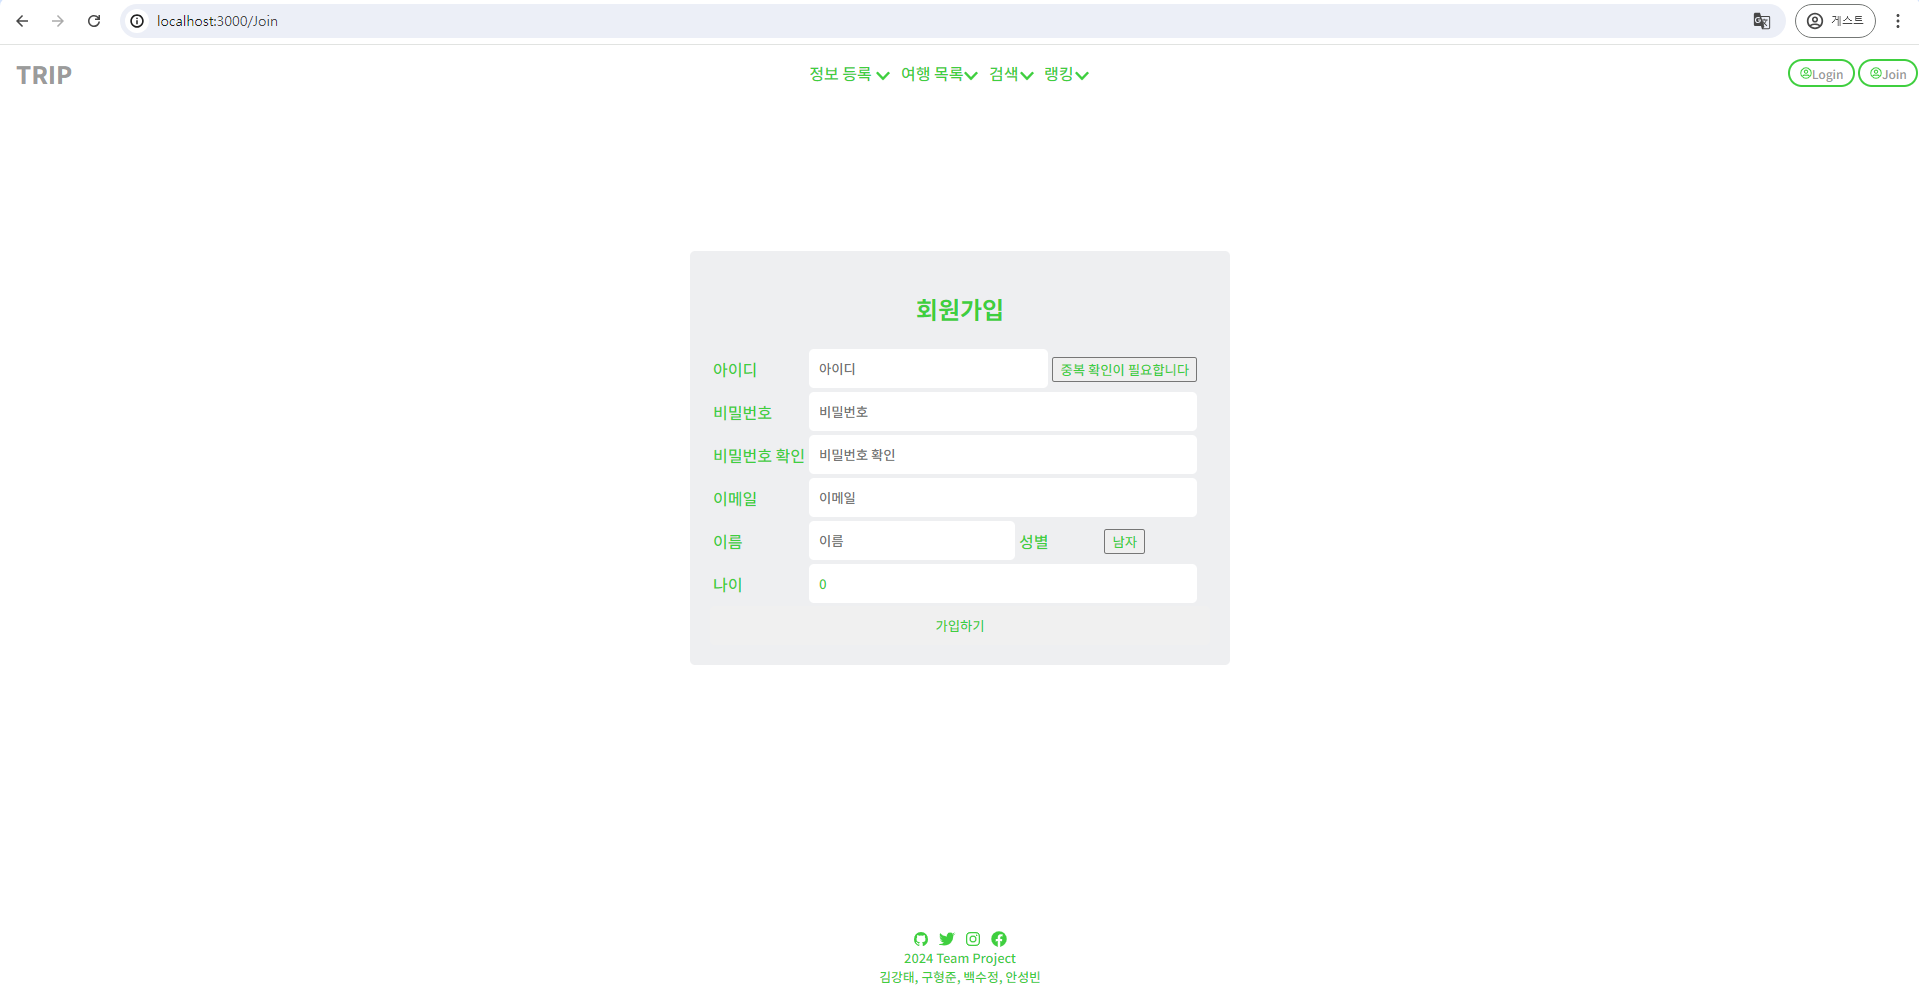 localhost:3000/Join
게스트
TRIP
정보 등록 여행 목록 검색 랭킹
Login Join
회원가입
아이디 아이디 중복 확인이 필요합니다
비밀번호 비밀번호
비밀번호 확인 비밀번호 확인
이메일 이메일
이름 이름 성별 남자
나이 0
가입하기
2024 Team Project
김강태, 구형준, 백수정, 안성빈